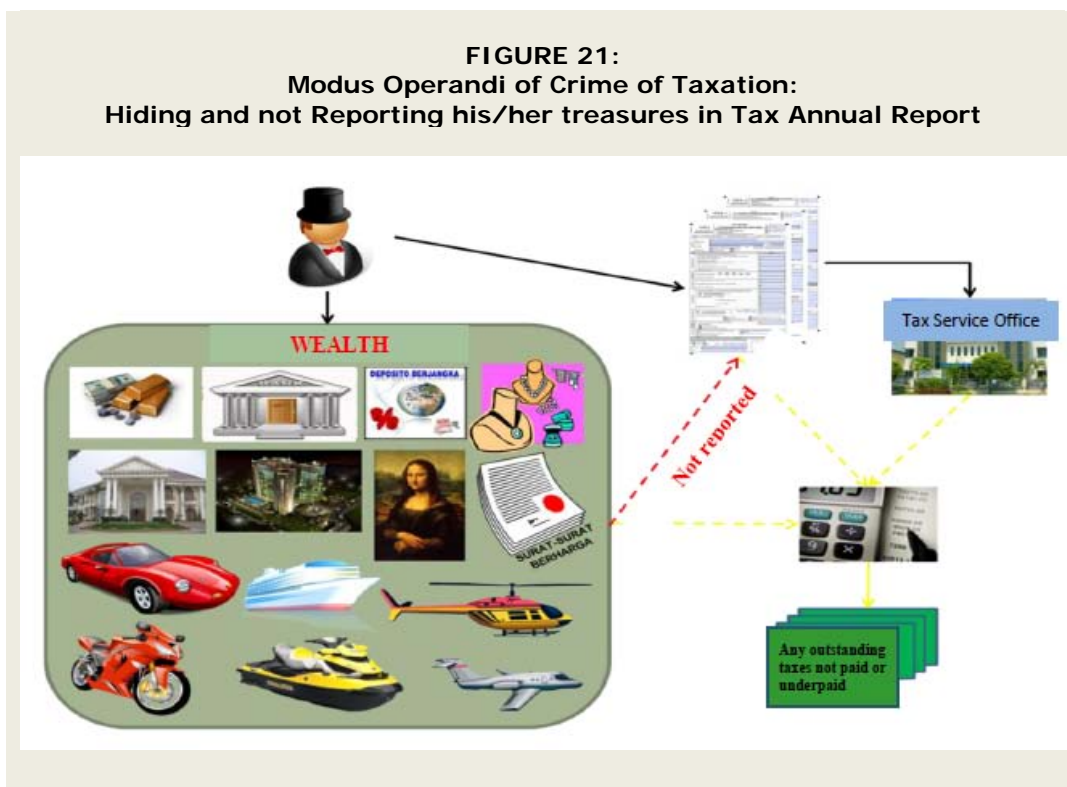 FIGURE 21:
Modus Operandi of Crime of Taxation:
Hiding and not Reporting his/her treasures in Tax Annual Report
WEALTH
DEPOSITO BERJANGKA
%
SURAT-SURAT
BERHARGA
Not reported
Tax Service Office
Any outstanding
taxes not paid or
underpaid